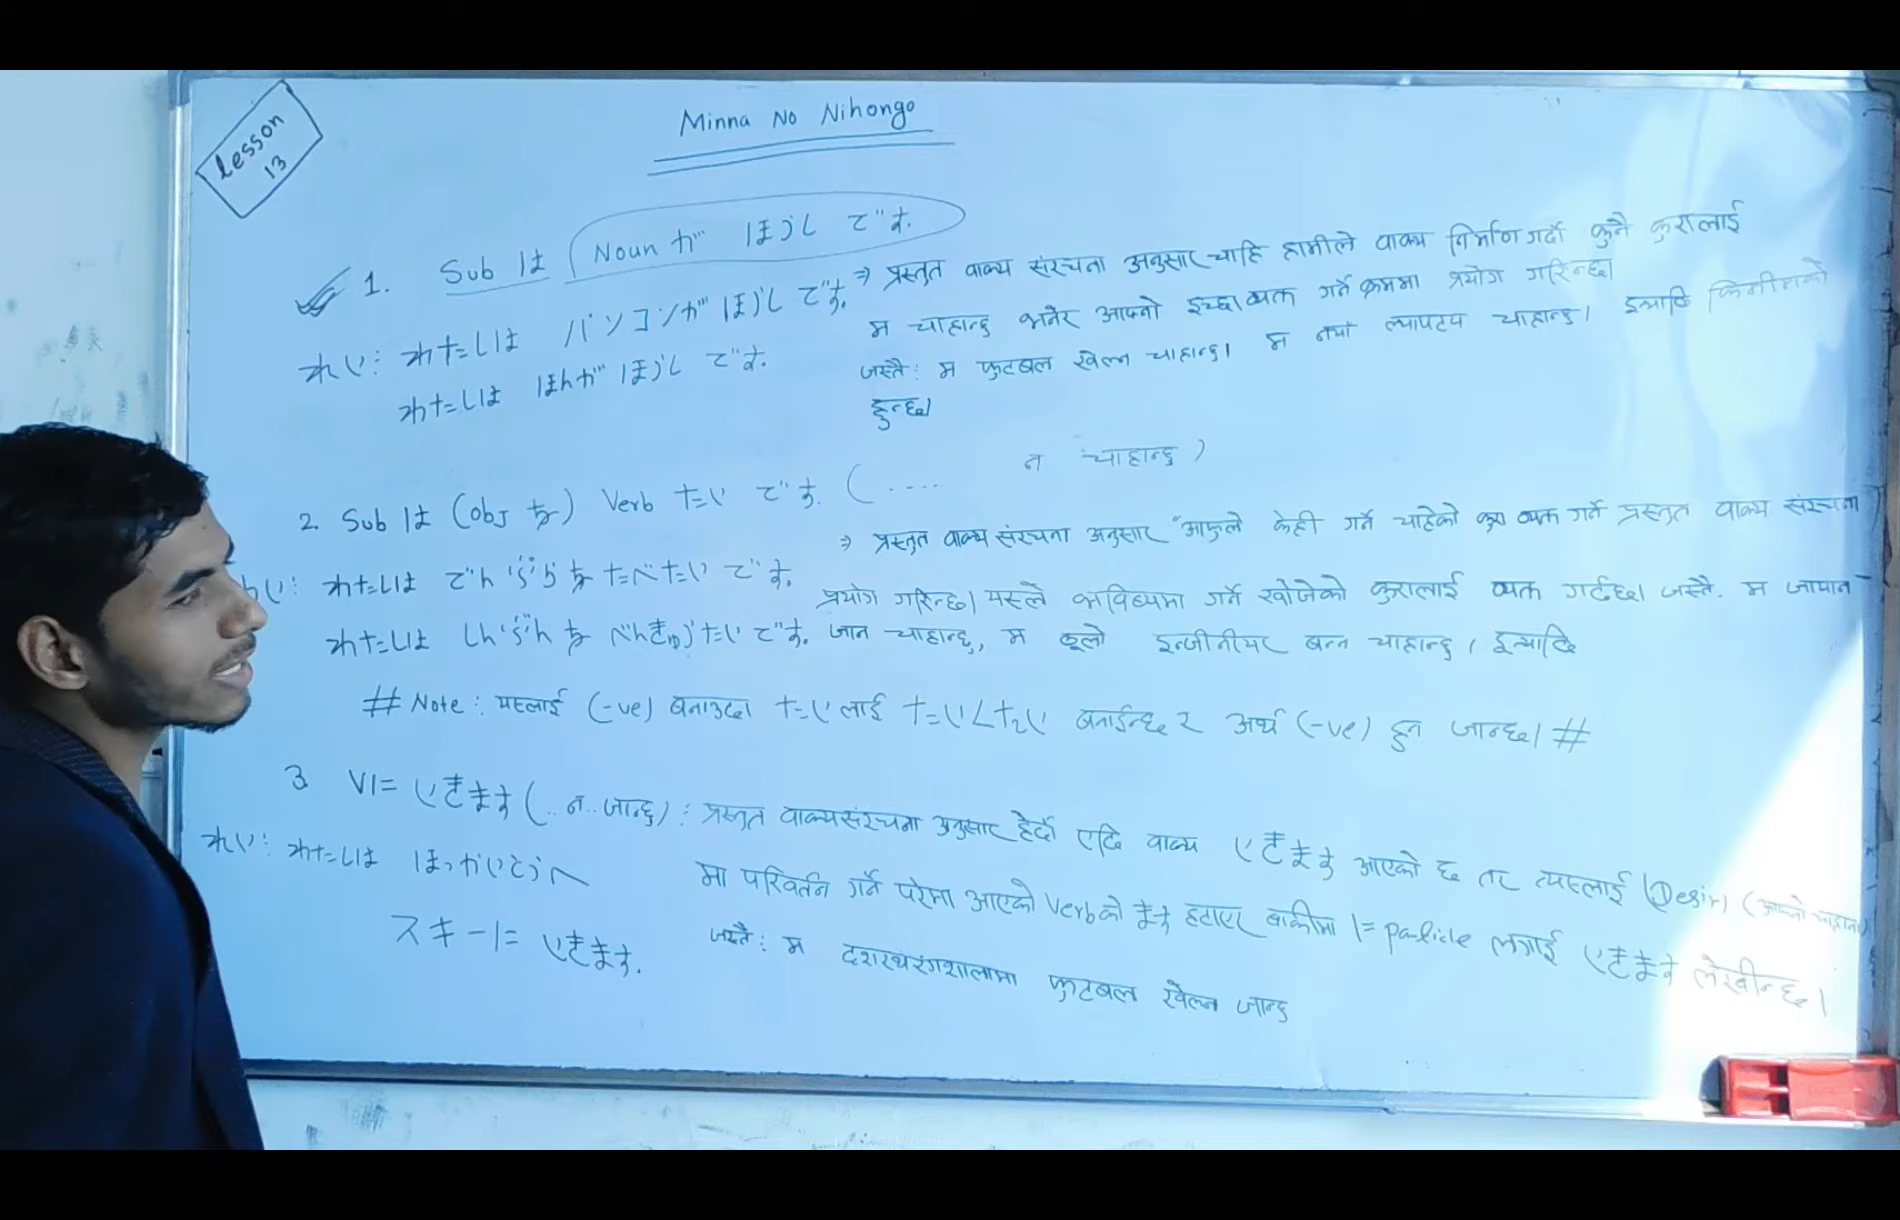 Lesson
13
Minna No Nihongo
1. Sub は Noun が ほしい です.
⇒ प्रस्तुत वाक्य संरचना अनुसार चाहि हामीले वाक्य निर्माण गर्दा कुनै कुरालाई
म चाहान्छु भनेर आफ्नो इच्छा व्यक्त गर्ने क्रममा प्रयोग गरिन्छ।
れい: わたしは パソコンが ほしい です.
जस्तै: म फुटबल खेल्न चाहान्छु। म नयाँ ल्यापटप चाहान्छु। इत्यादि किसीमको
わたしは ほんが ほしい です.
हुन्छ।
2. Sub は (obj を) Verb たい です. (.... न चाहान्छु)
⇒ प्रस्तुत वाक्य संरचना अनुसार "आफुले केही गर्न चाहेको कुरा व्यक्त गर्न प्रस्तुत वाक्य संरचना
れい: わたしは てんぷらを たべたい です.
प्रयोग गरिन्छ। यस्ले भविष्यमा गर्न खोजेको कुरालाई व्यक्त गर्दछ। जस्तै. म जापान
わたしは しんぶんを べんきょうしたい です.
जान चाहान्छु, म ठूलो इन्जीनीयर बन्न चाहान्छु। इत्यादि
# Note: यस्लाई (-ve) बनाउदा たい लाई たくない बनाईन्छ र अर्थ (-ve) हुन जान्छ। #
3 Vに いきます (.. न.. जान्छु): प्रस्तुत वाक्यसंरचना अनुसार हेर्दा यदि वाक्य いきます आएको छ तर त्यस्लाई (Desir) (आफ्नो चाहाना)
मा परिवर्तन गर्न परेमा आएको Verb को ます हटाएर बाकीमा に particle लगाई いきます लेखीन्छ।
れい: わたしは ほっかいどうへ
スキーに いきます.
जस्तै: म दशरथरंगशालामा फुटबल खेल्न जान्छु